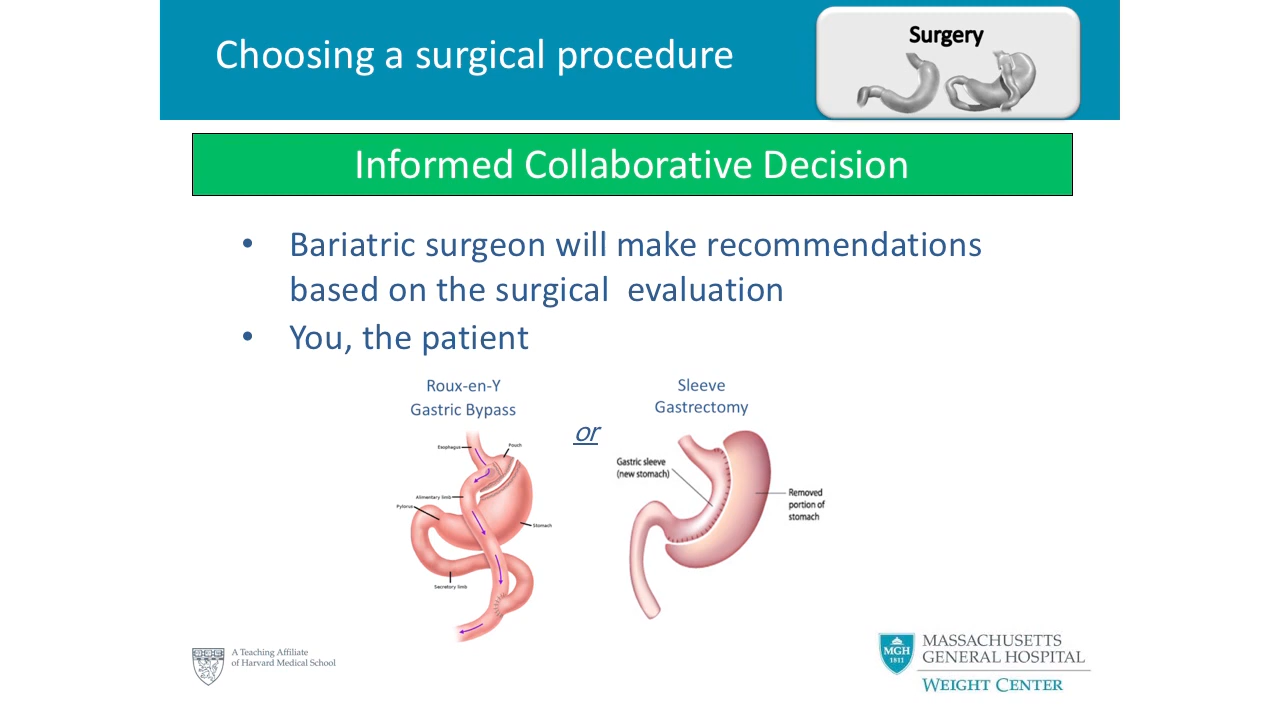 Choosing a surgical procedure
Surgery
Informed Collaborative Decision
• Bariatric surgeon will make recommendations
based on the surgical evaluation
• You, the patient
Roux-en-Y
Gastric Bypass
or
Sleeve
Gastrectomy
Esophagus
Pouch
Alimentary limb
Pylorus
Stomach
Secretory limb
Gastric sleeve
(new stomach)
Removed
portion of
stomach
A Teaching Affiliate
of Harvard Medical School
MGH
1811
MASSACHUSETTS
GENERAL HOSPITAL
WEIGHT CENTER